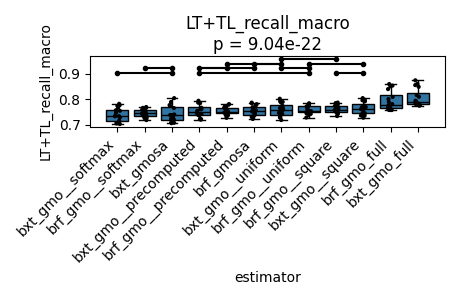 LT+TL_recall_macro
p = 9.04e-22
LT+TL_recall_macro
0.9
0.8
0.7
bxt_gmo__softmax
brf_gmo__softmax
bxt_gmosa
bxt_gmo__precomputed
brf_gmo__precomputed
brf_gmosa
bxt_gmo__uniform
brf_gmo__uniform
brf_gmo__square
bxt_gmo__square
brf_gmo_full
bxt_gmo_full
estimator